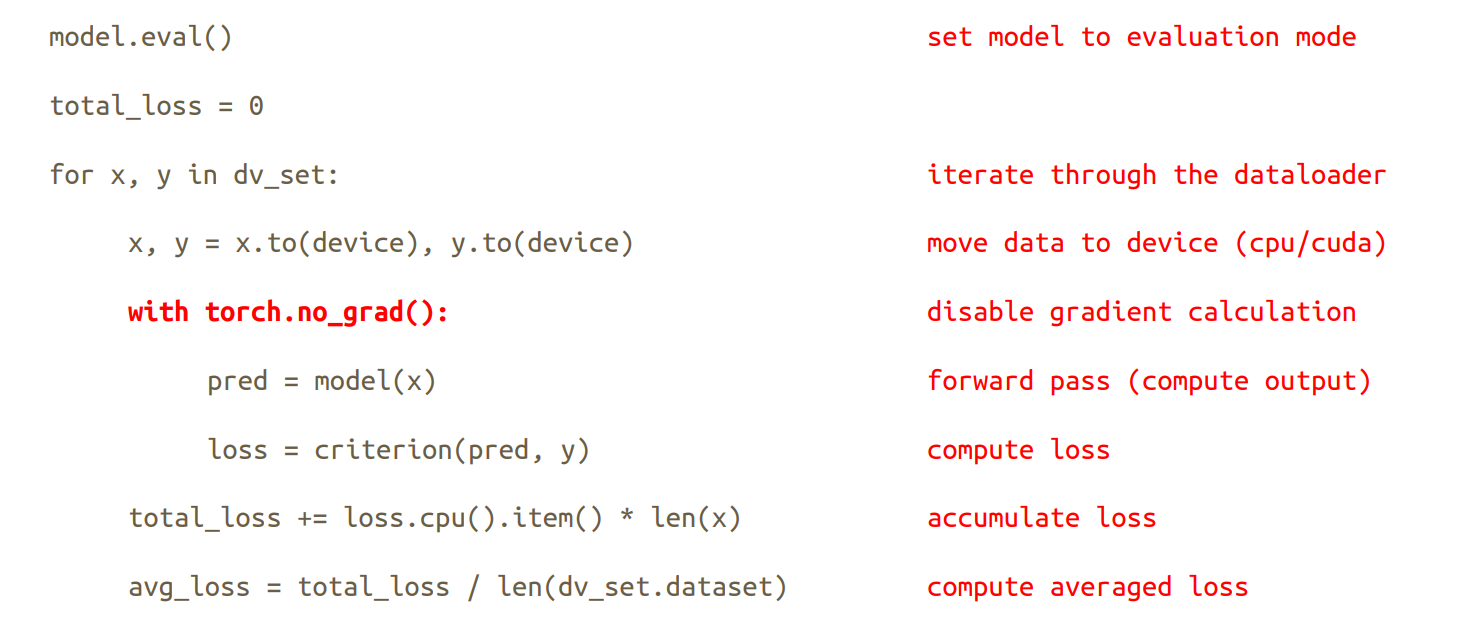 model.eval() set model to evaluation mode
total_loss = 0
for x, y in dv_set: iterate through the dataloader
x, y = x.to(device), y.to(device) move data to device (cpu/cuda)
with torch.no_grad(): disable gradient calculation
pred = model(x) forward pass (compute output)
loss = criterion(pred, y) compute loss
total_loss += loss.cpu().item() * len(x) accumulate loss
avg_loss = total_loss / len(dv_set.dataset) compute averaged loss